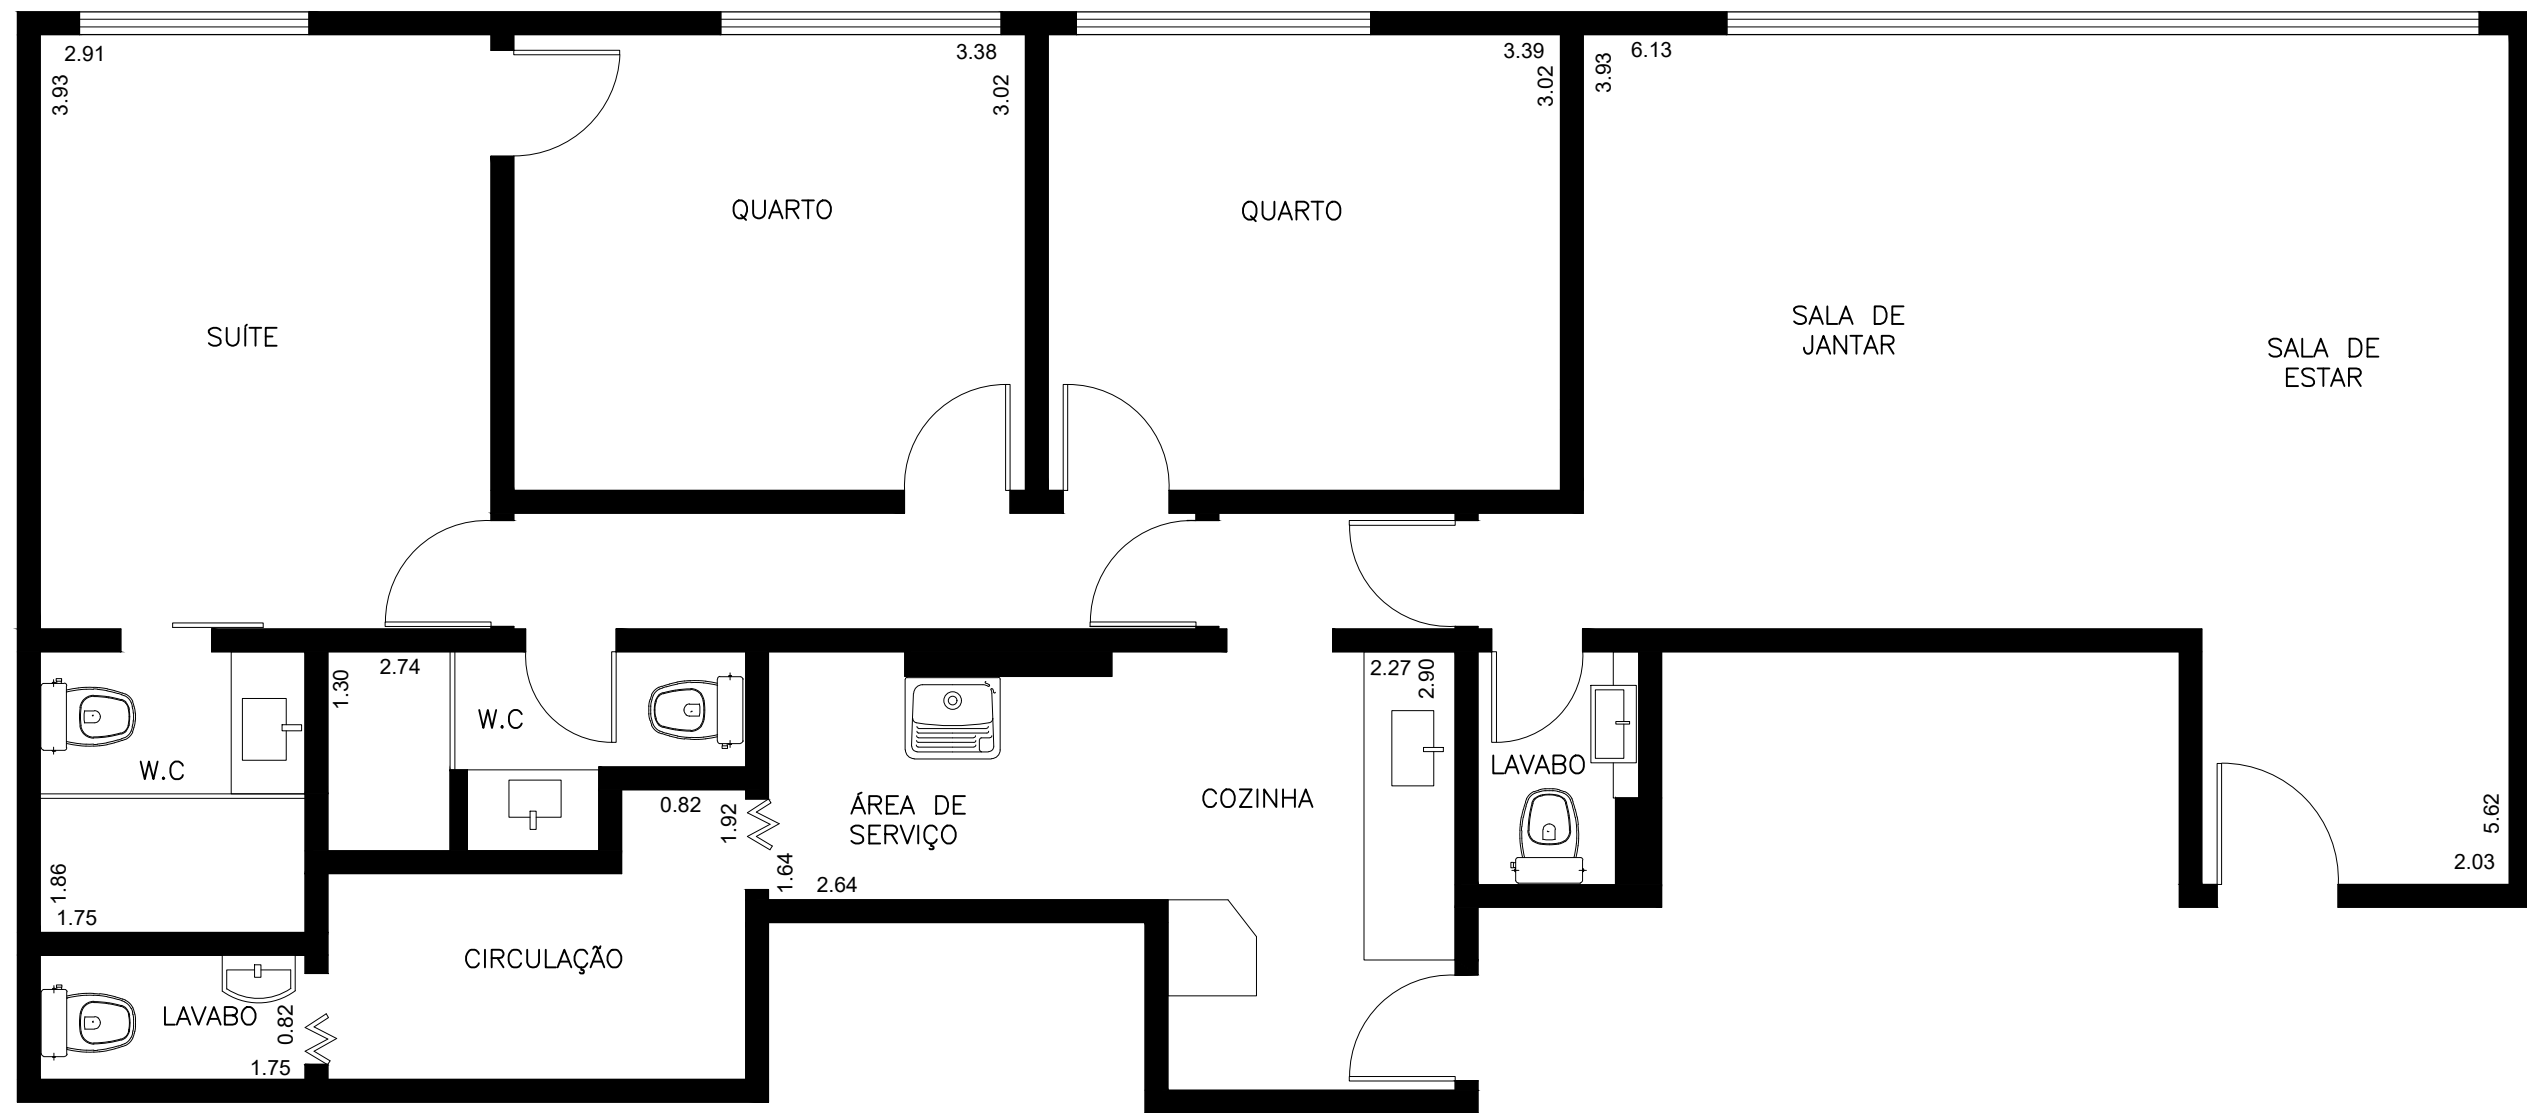 2.91
3.93
3.38
3.02
3.39
3.02
3.93
6.13
QUARTO
QUARTO
SUÍTE
SALA DE
JANTAR
SALA DE
ESTAR
1.30
2.74
W.C
W.C
2.27
2.90
LAVABO
0.82
1.92
ÁREA DE
SERVIÇO
COZINHA
5.62
2.03
1.86
1.75
1.64
2.64
CIRCULAÇÃO
LAVABO
0.82
1.75